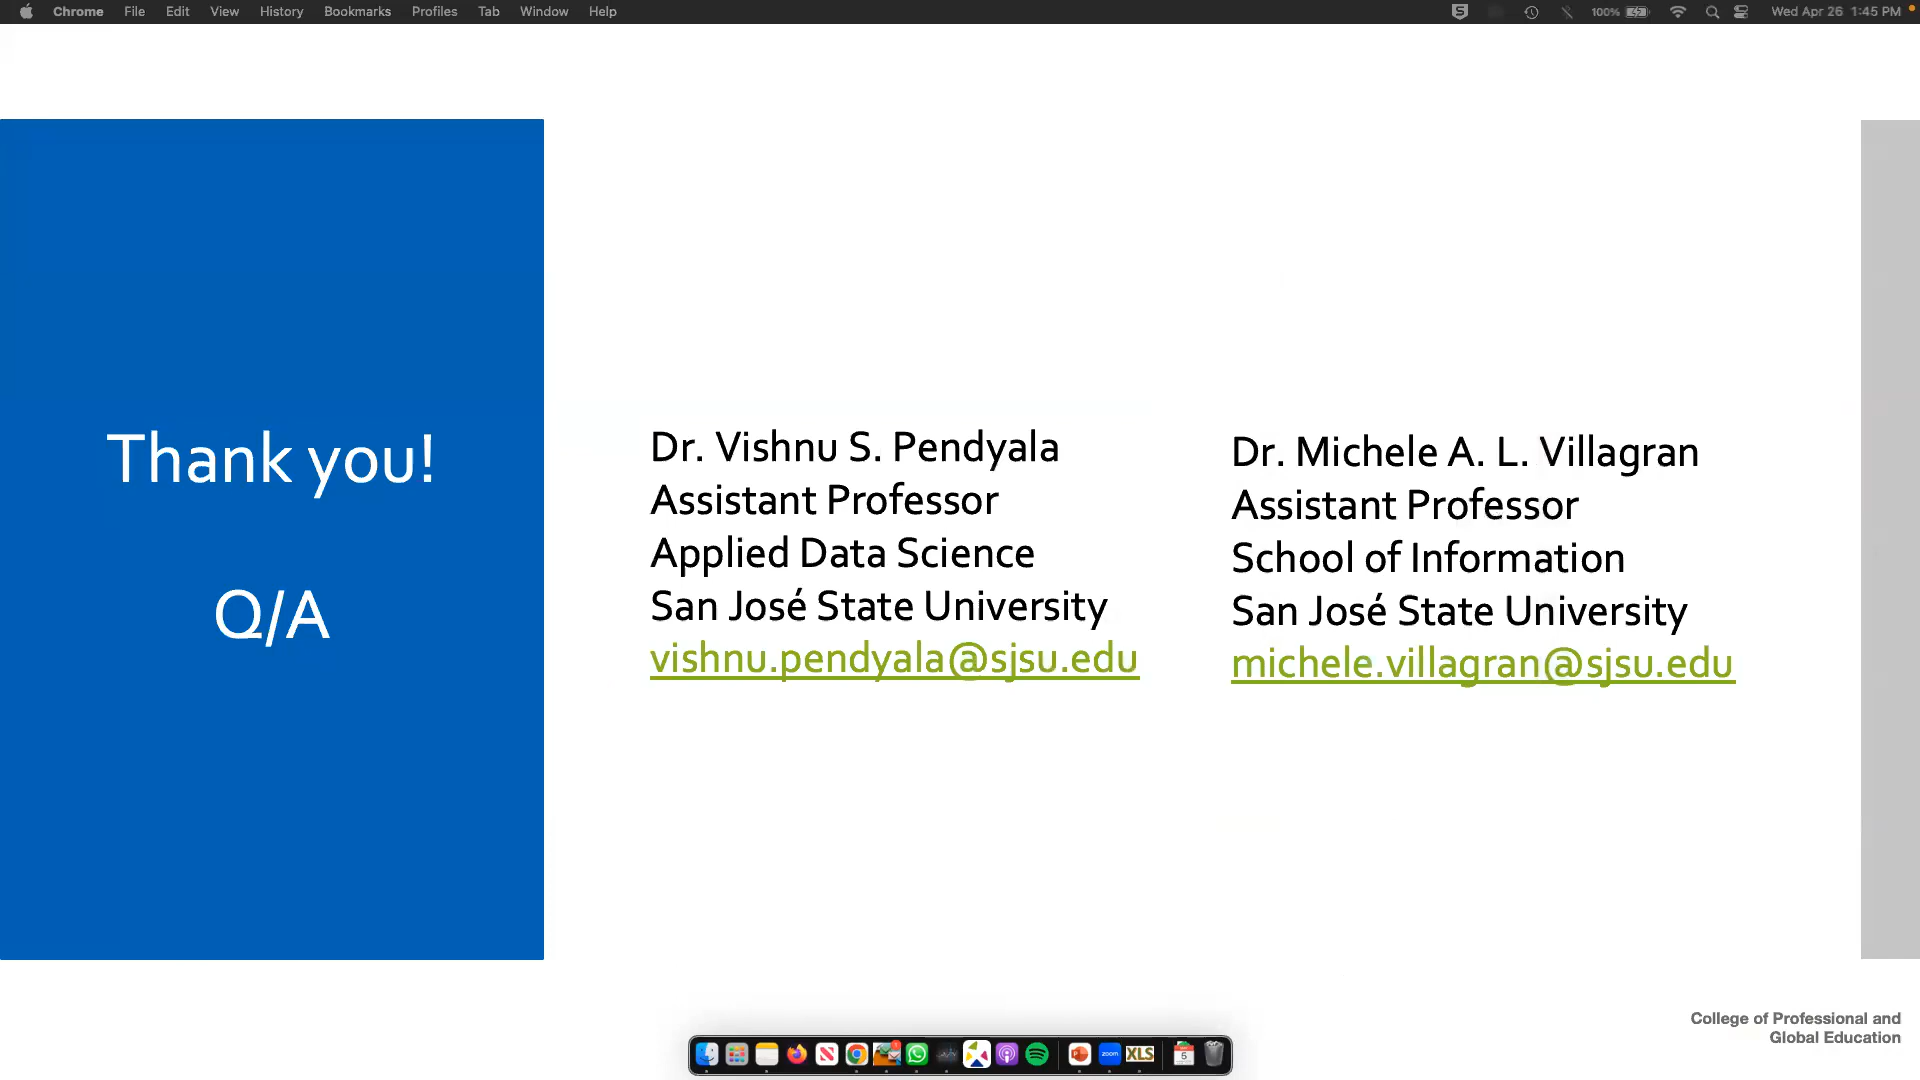 Chrome File Edit View History Bookmarks Profiles Tab Window Help
100% Wed Apr 26 1:45 PM
Thank you!
Q/A
Dr. Vishnu S. Pendyala
Assistant Professor
Applied Data Science
San José State University
vishnu.pendyala@sjsu.edu
Dr. Michele A. L. Villagran
Assistant Professor
School of Information
San José State University
michele.villagran@sjsu.edu
College of Professional and
Global Education
zoom XLS 5